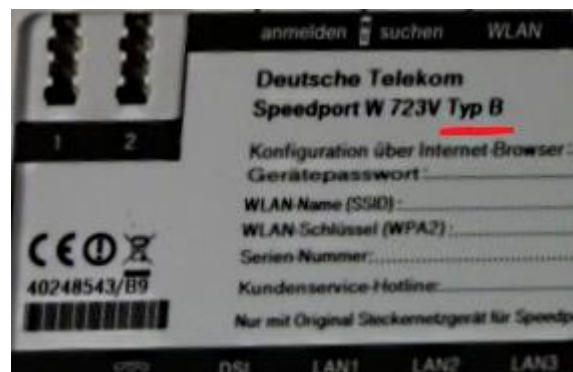 anmelden suchen WLAN
Deutsche Telekom
Speedport W 723V Typ B
1 2
Konfiguration über Internet-Browser:
Gerätepasswort:
WLAN-Name (SSID):
WLAN-Schlüssel (WPA2):
Serien-Nummer:
40248543/B9
Kundenservice-Hotline:
Nur mit Original Steckernetzgerät für Speedp
DSL LAN1 LAN2 LAN3